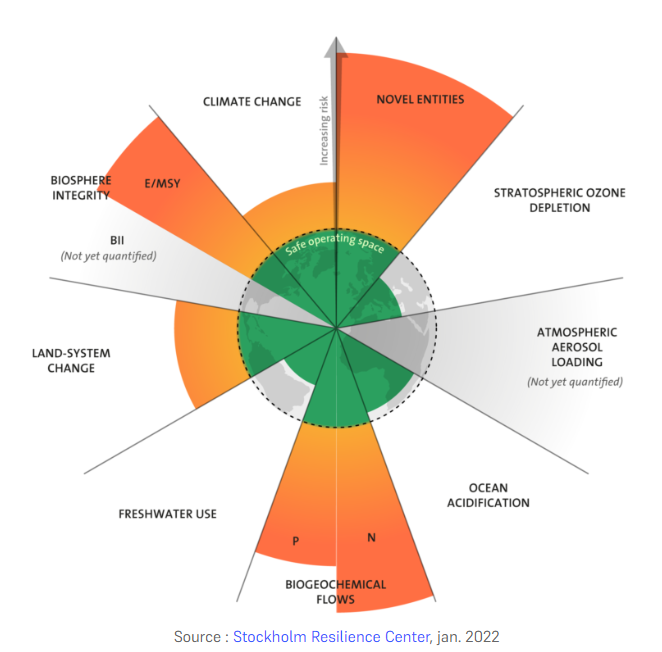 CLIMATE CHANGE
NOVEL ENTITIES
Increasing risk
BIOSPHERE
INTEGRITY
E/MSY
STRATOSPHERIC OZONE
DEPLETION
BII
(Not yet quantified)
Safe operating space
LAND-SYSTEM
CHANGE
ATMOSPHERIC
AEROSOL
LOADING
(Not yet quantified)
FRESHWATER USE
OCEAN
ACIDIFICATION
P
N
BIOGEOCHEMICAL
FLOWS
Source : Stockholm Resilience Center, jan. 2022